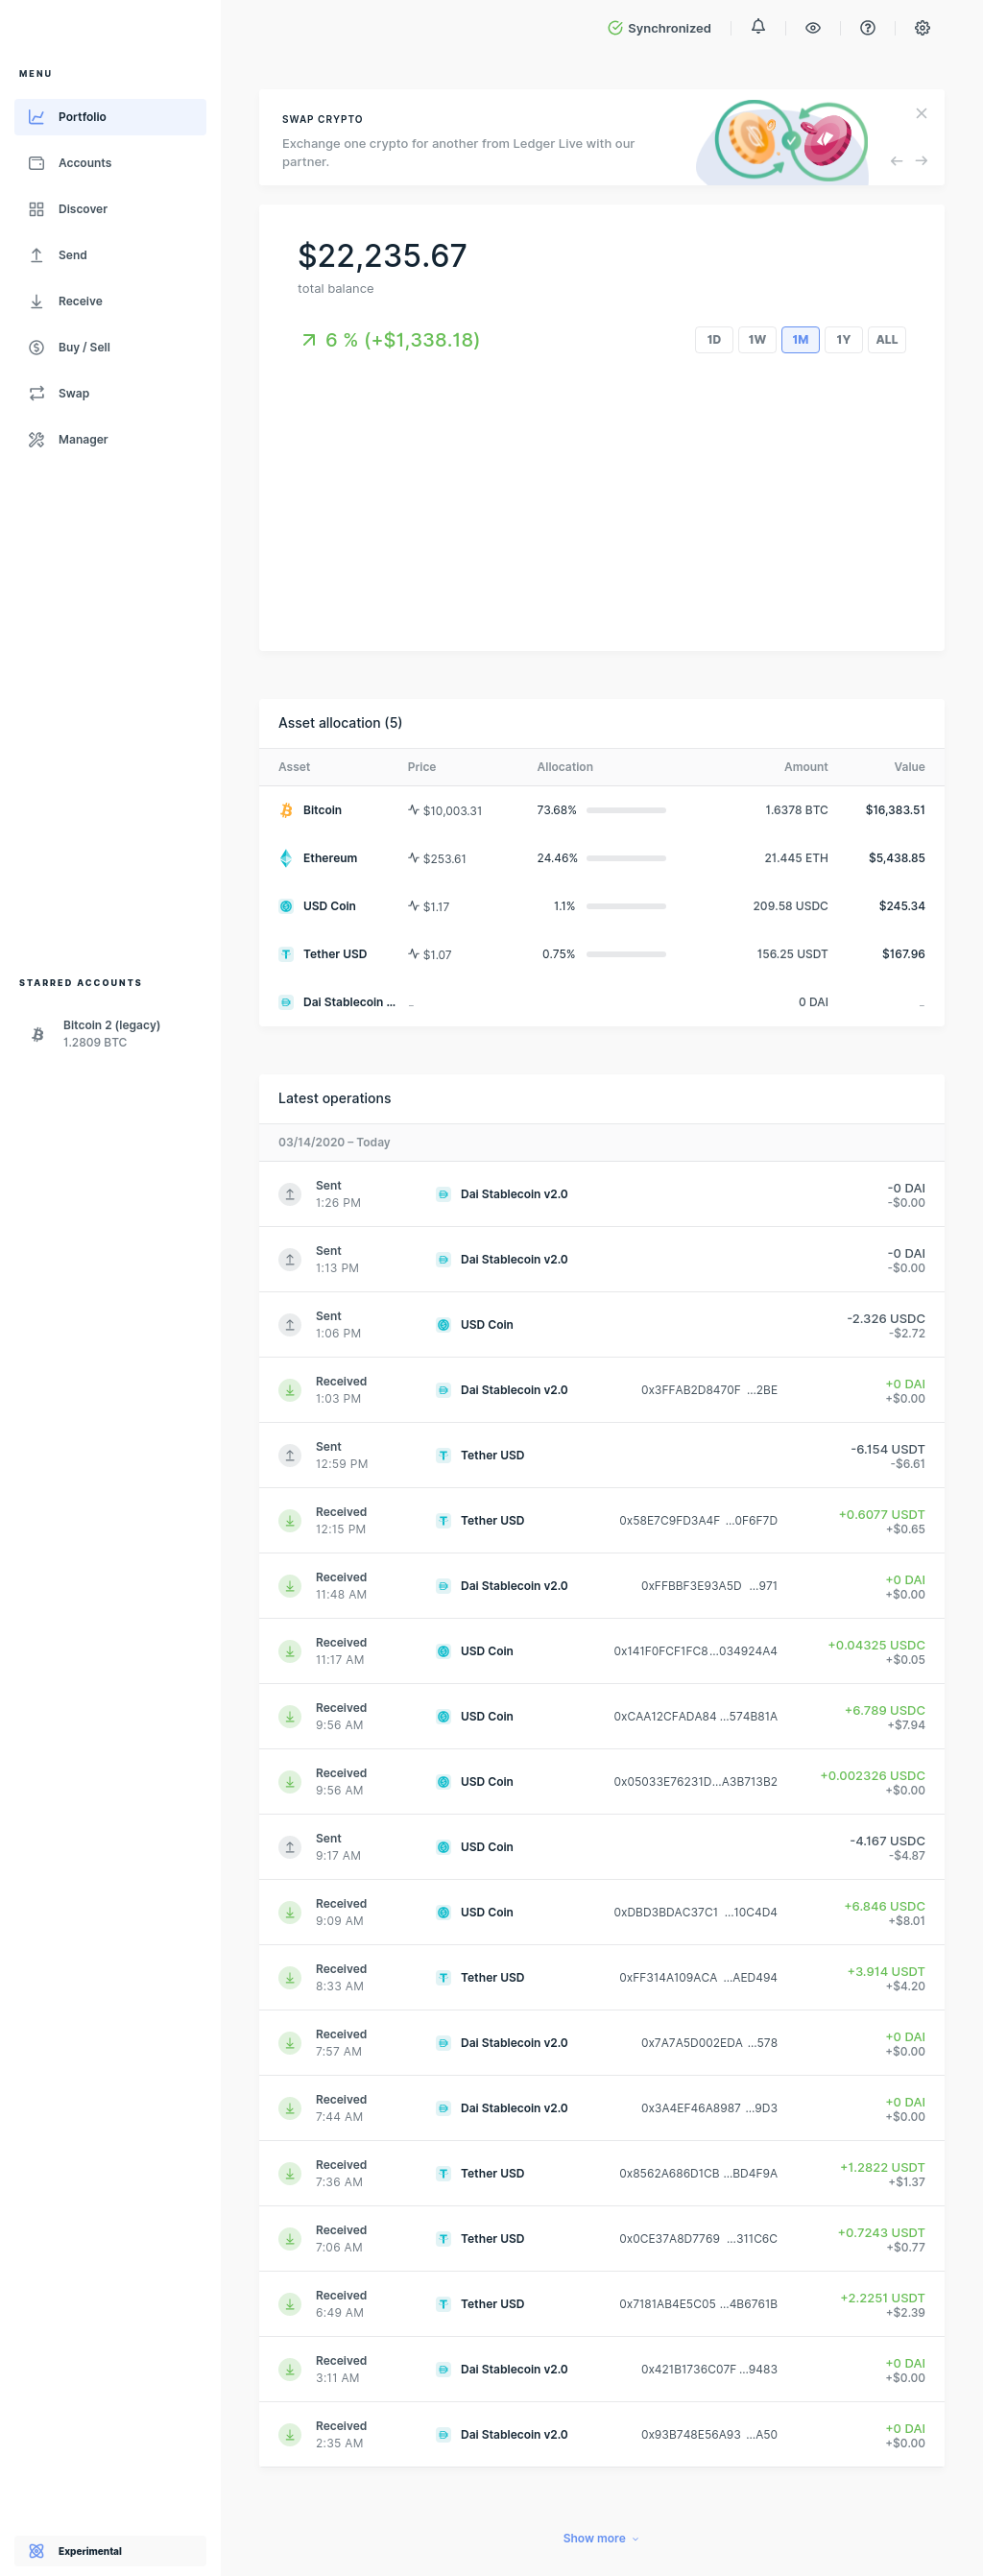 Synchronized
MENU
Portfolio
Accounts
Discover
Send
Receive
Buy / Sell
Swap
Manager
STARRED ACCOUNTS
Bitcoin 2 (legacy)
1.2809 BTC
Experimental
SWAP CRYPTO
Exchange one crypto for another from Ledger Live with our
partner.
$22,235.67
total balance
6 % (+$1,338.18)
1D 1W 1M 1Y ALL
Asset allocation (5)
Asset Price Allocation Amount Value
Bitcoin $10,003.31 73.68% 1.6378 BTC $16,383.51
Ethereum $253.61 24.46% 21.445 ETH $5,438.85
USD Coin $1.17 1.1% 209.58 USDC $245.34
Tether USD $1.07 0.75% 156.25 USDT $167.96
Dai Stablecoin ... – 0 DAI –
Latest operations
03/14/2020 – Today
Sent Dai Stablecoin v2.0 -0 DAI
1:26 PM -$0.00
Sent Dai Stablecoin v2.0 -0 DAI
1:13 PM -$0.00
Sent USD Coin -2.326 USDC
1:06 PM -$2.72
Received Dai Stablecoin v2.0 0x3FFAB2D8470F ...2BE +0 DAI
1:03 PM +$0.00
Sent Tether USD -6.154 USDT
12:59 PM -$6.61
Received Tether USD 0x58E7C9FD3A4F ...0F6F7D +0.6077 USDT
12:15 PM +$0.65
Received Dai Stablecoin v2.0 0xFFBBF3E93A5D ...971 +0 DAI
11:48 AM +$0.00
Received USD Coin 0x141F0FCF1FC8...034924A4 +0.04325 USDC
11:17 AM +$0.05
Received USD Coin 0xCAA12CFADA84 ...574B81A +6.789 USDC
9:56 AM +$7.94
Received USD Coin 0x05033E76231D...A3B713B2 +0.002326 USDC
9:56 AM +$0.00
Sent USD Coin -4.167 USDC
9:17 AM -$4.87
Received USD Coin 0xDBD3BDAC37C1 ...10C4D4 +6.846 USDC
9:09 AM +$8.01
Received Tether USD 0xFF314A109ACA ...AED494 +3.914 USDT
8:33 AM +$4.20
Received Dai Stablecoin v2.0 0x7A7A5D002EDA ...578 +0 DAI
7:57 AM +$0.00
Received Dai Stablecoin v2.0 0x3A4EF46A8987 ...9D3 +0 DAI
7:44 AM +$0.00
Received Tether USD 0x8562A686D1CB ...BD4F9A +1.2822 USDT
7:36 AM +$1.37
Received Tether USD 0x0CE37A8D7769 ...311C6C +0.7243 USDT
7:06 AM +$0.77
Received Tether USD 0x7181AB4E5C05 ...4B6761B +2.2251 USDT
6:49 AM +$2.39
Received Dai Stablecoin v2.0 0x421B1736C07F ...9483 +0 DAI
3:11 AM +$0.00
Received Dai Stablecoin v2.0 0x93B748E56A93 ...A50 +0 DAI
2:35 AM +$0.00
Show more